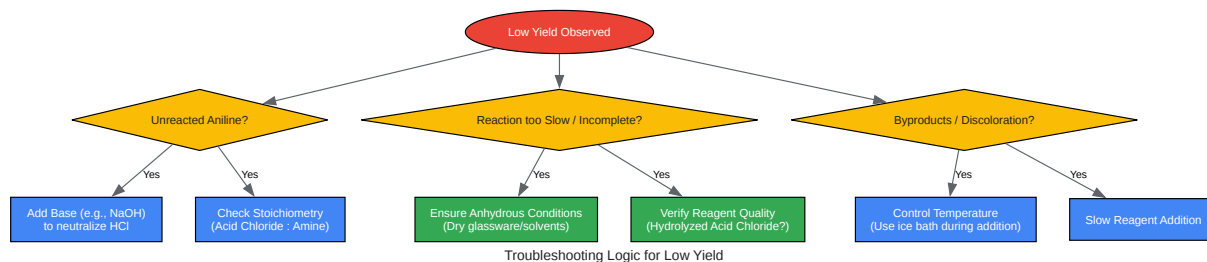 Low Yield Observed
Unreacted Aniline?
Reaction too Slow / Incomplete?
Byproducts / Discoloration?
Yes
Yes
Yes
Yes
Yes
Yes
Add Base (e.g., NaOH)
to neutralize HCl
Check Stoichiometry
(Acid Chloride : Amine)
Ensure Anhydrous Conditions
(Dry glassware/solvents)
Verify Reagent Quality
(Hydrolyzed Acid Chloride?)
Control Temperature
(Use ice bath during addition)
Slow Reagent Addition
Troubleshooting Logic for Low Yield